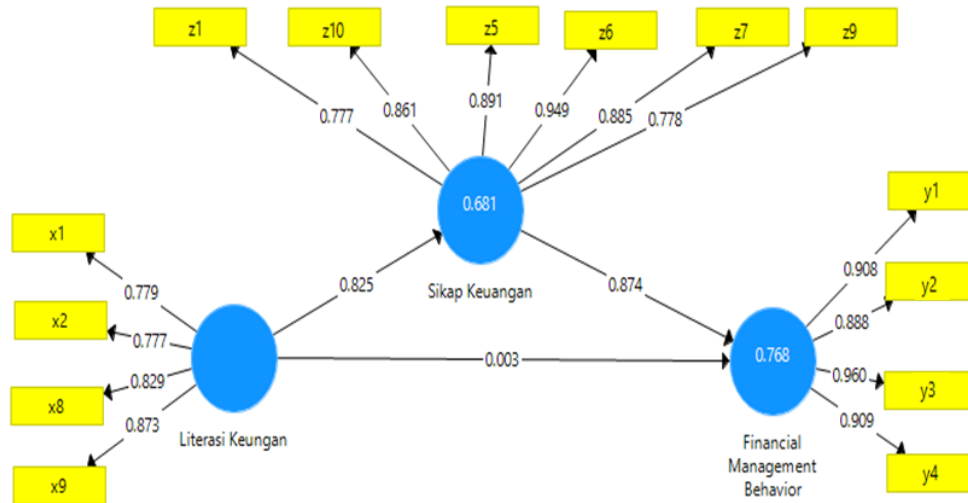 z1
z10
z5
z6
z7
z9
0.777
0.861
0.891
0.949
0.885
0.778
0.681
Sikap Keuangan
x1
x2
x8
x9
0.779
0.777
0.829
0.873
Literasi Keungan
0.825
0.874
0.003
0.768
Financial
Management
Behavior
0.908
0.888
0.960
0.909
y1
y2
y3
y4